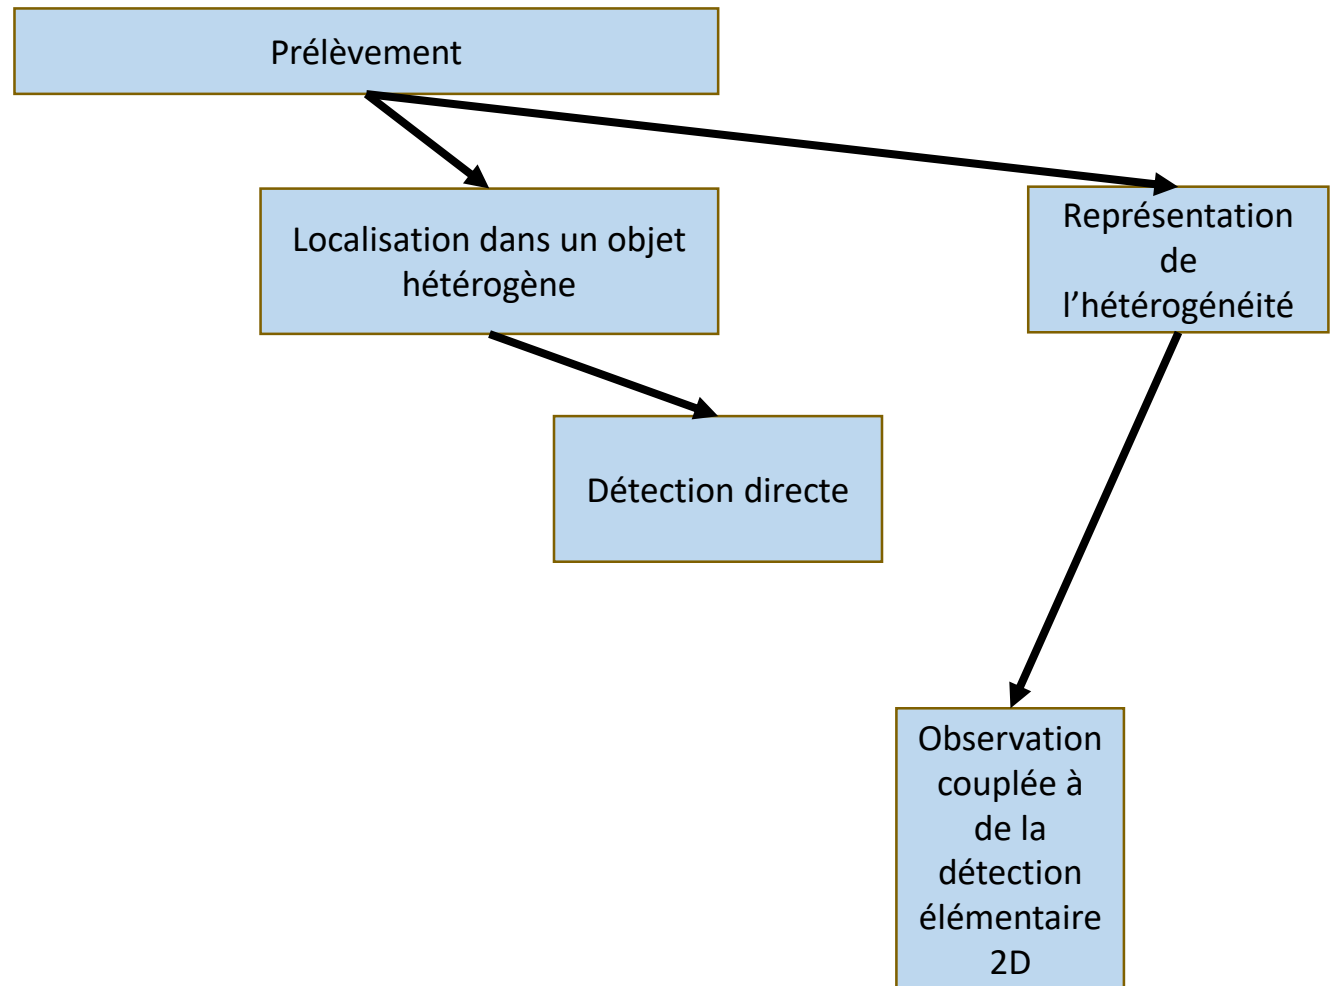 Prélèvement
Localisation dans un objet
hétérogène
Représentation
de
l’hétérogénéité
Détection directe
Observation
couplée à
de la
détection
élémentaire
2D